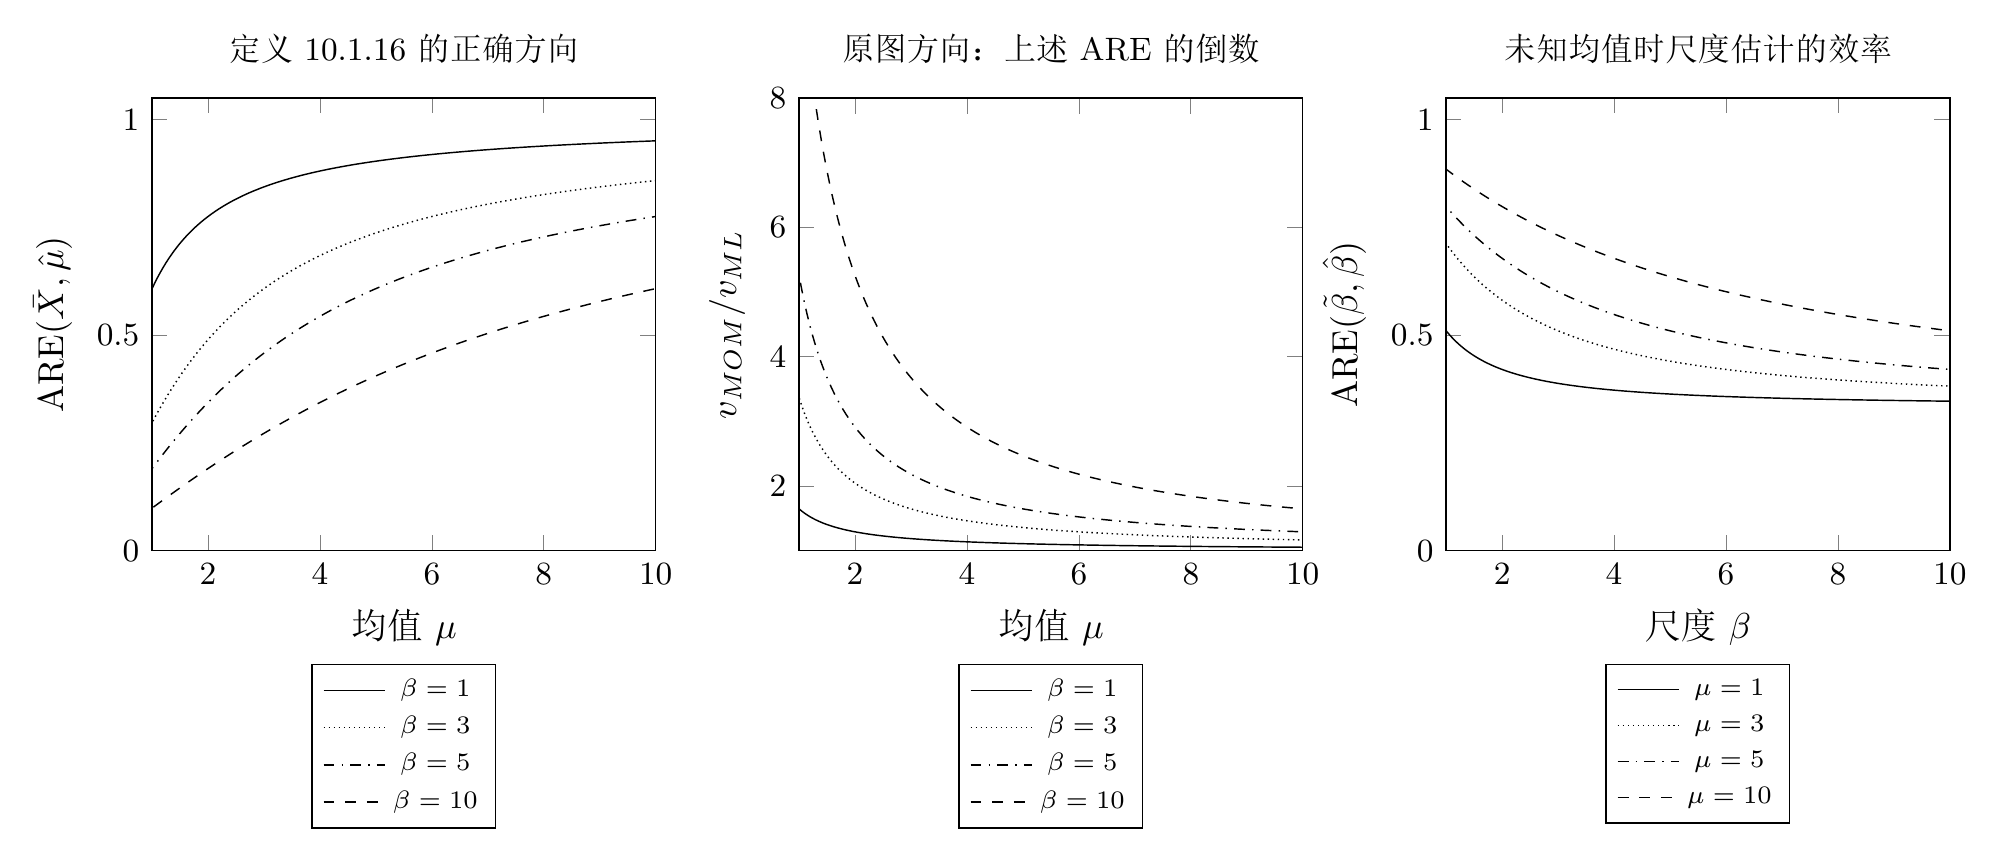 定义 10.1.16 的正确方向
ARE(X̄, μ̂)
1
0.5
0
2 4 6 8 10
均值 μ
β = 1
β = 3
β = 5
β = 10
原图方向：上述 ARE 的倒数
v_{MOM}/v_{ML}
8
6
4
2
2 4 6 8 10
均值 μ
β = 1
β = 3
β = 5
β = 10
未知均值时尺度估计的效率
ARE(β̃, β̂)
1
0.5
0
2 4 6 8 10
尺度 β
μ = 1
μ = 3
μ = 5
μ = 10